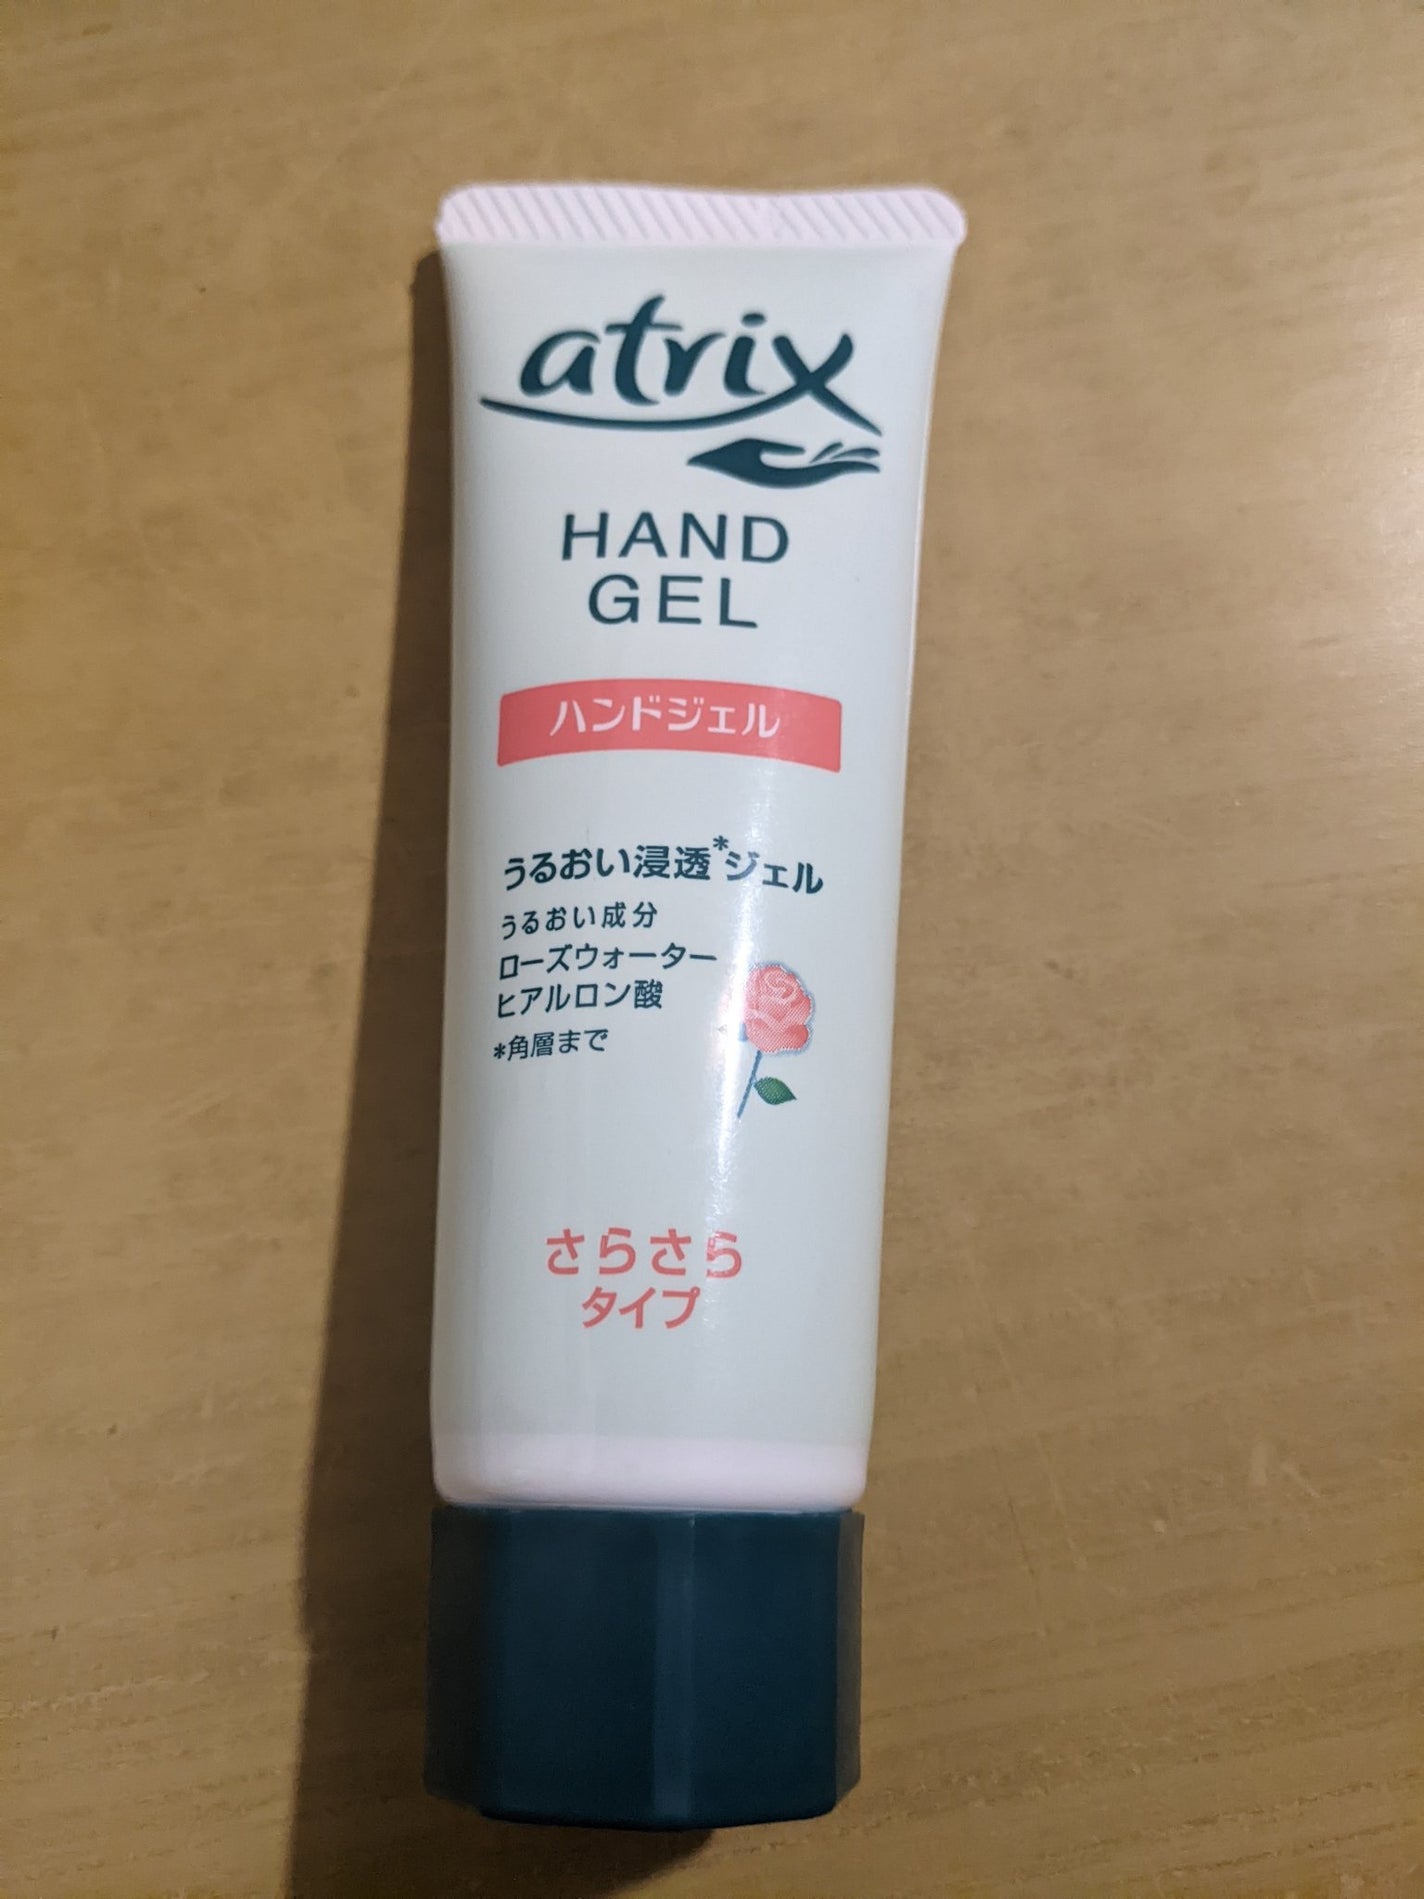 atrix
HAND
GEL
ハンドジェル
うるおい浸透*ジェル
うるおい成分
ローズウォーター
ヒアルロン酸
*角層まで
さらさら
タイプ